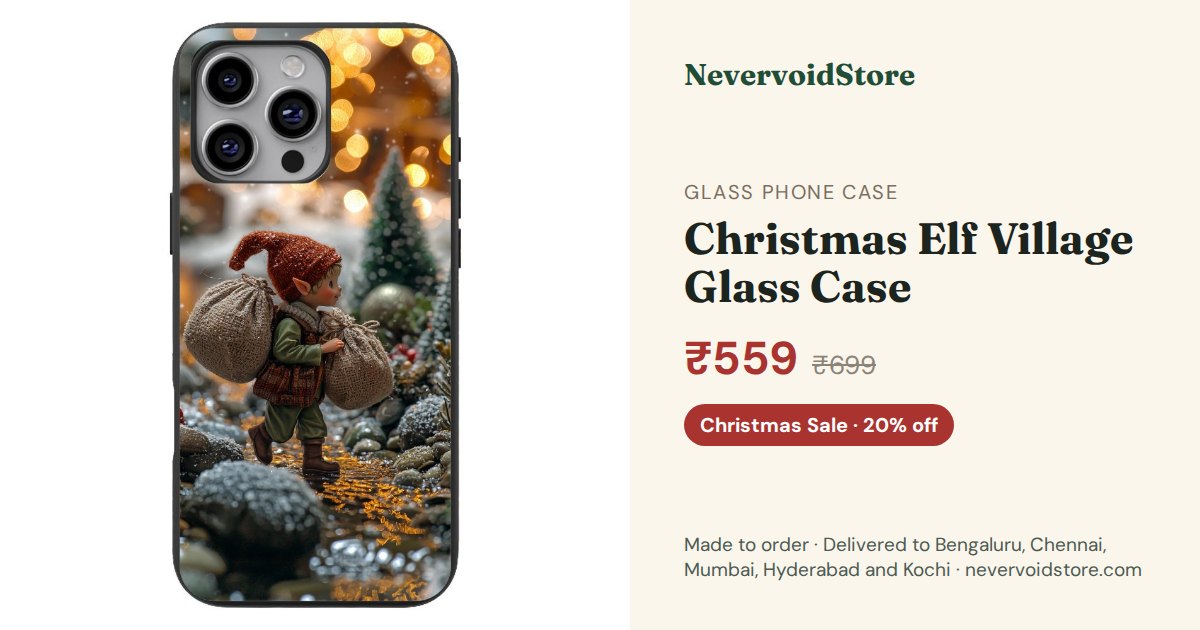 NevervoidStore
GLASS PHONE CASE
Christmas Elf Village
Glass Case
₹559 ₹699
Christmas Sale · 20% off
Made to order · Delivered to Bengaluru, Chennai,
Mumbai, Hyderabad and Kochi · nevervoidstore.com